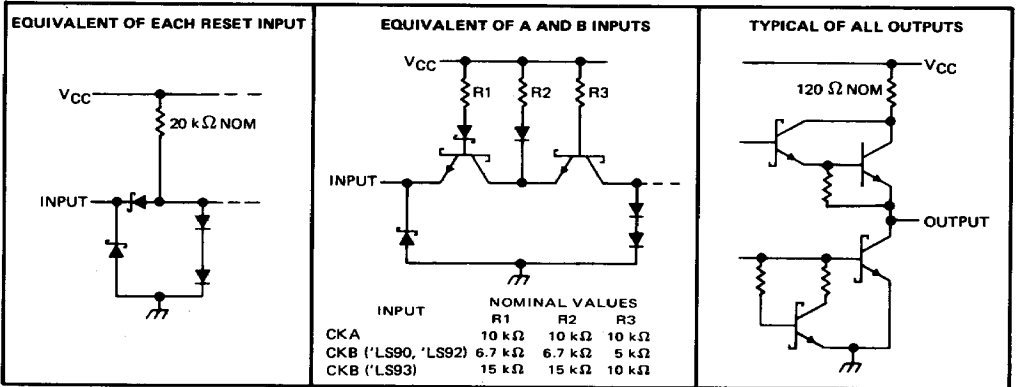 EQUIVALENT OF EACH RESET INPUT
VCC
20 kΩ NOM
INPUT
EQUIVALENT OF A AND B INPUTS
VCC
R1 R2 R3
INPUT
INPUT NOMINAL VALUES
R1 R2 R3
CKA 10 kΩ 10 kΩ 10 kΩ
CKB ('LS90, 'LS92) 6.7 kΩ 6.7 kΩ 5 kΩ
CKB ('LS93) 15 kΩ 15 kΩ 10 kΩ
TYPICAL OF ALL OUTPUTS
VCC
120 Ω NOM
OUTPUT